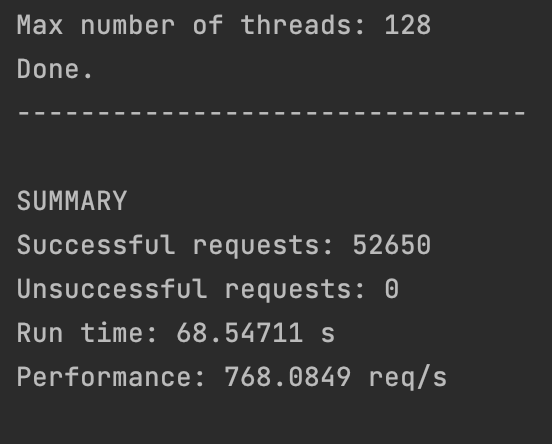 Max number of threads: 128
Done.
--------------------------------
SUMMARY
Successful requests: 52650
Unsuccessful requests: 0
Run time: 68.54711 s
Performance: 768.0849 req/s